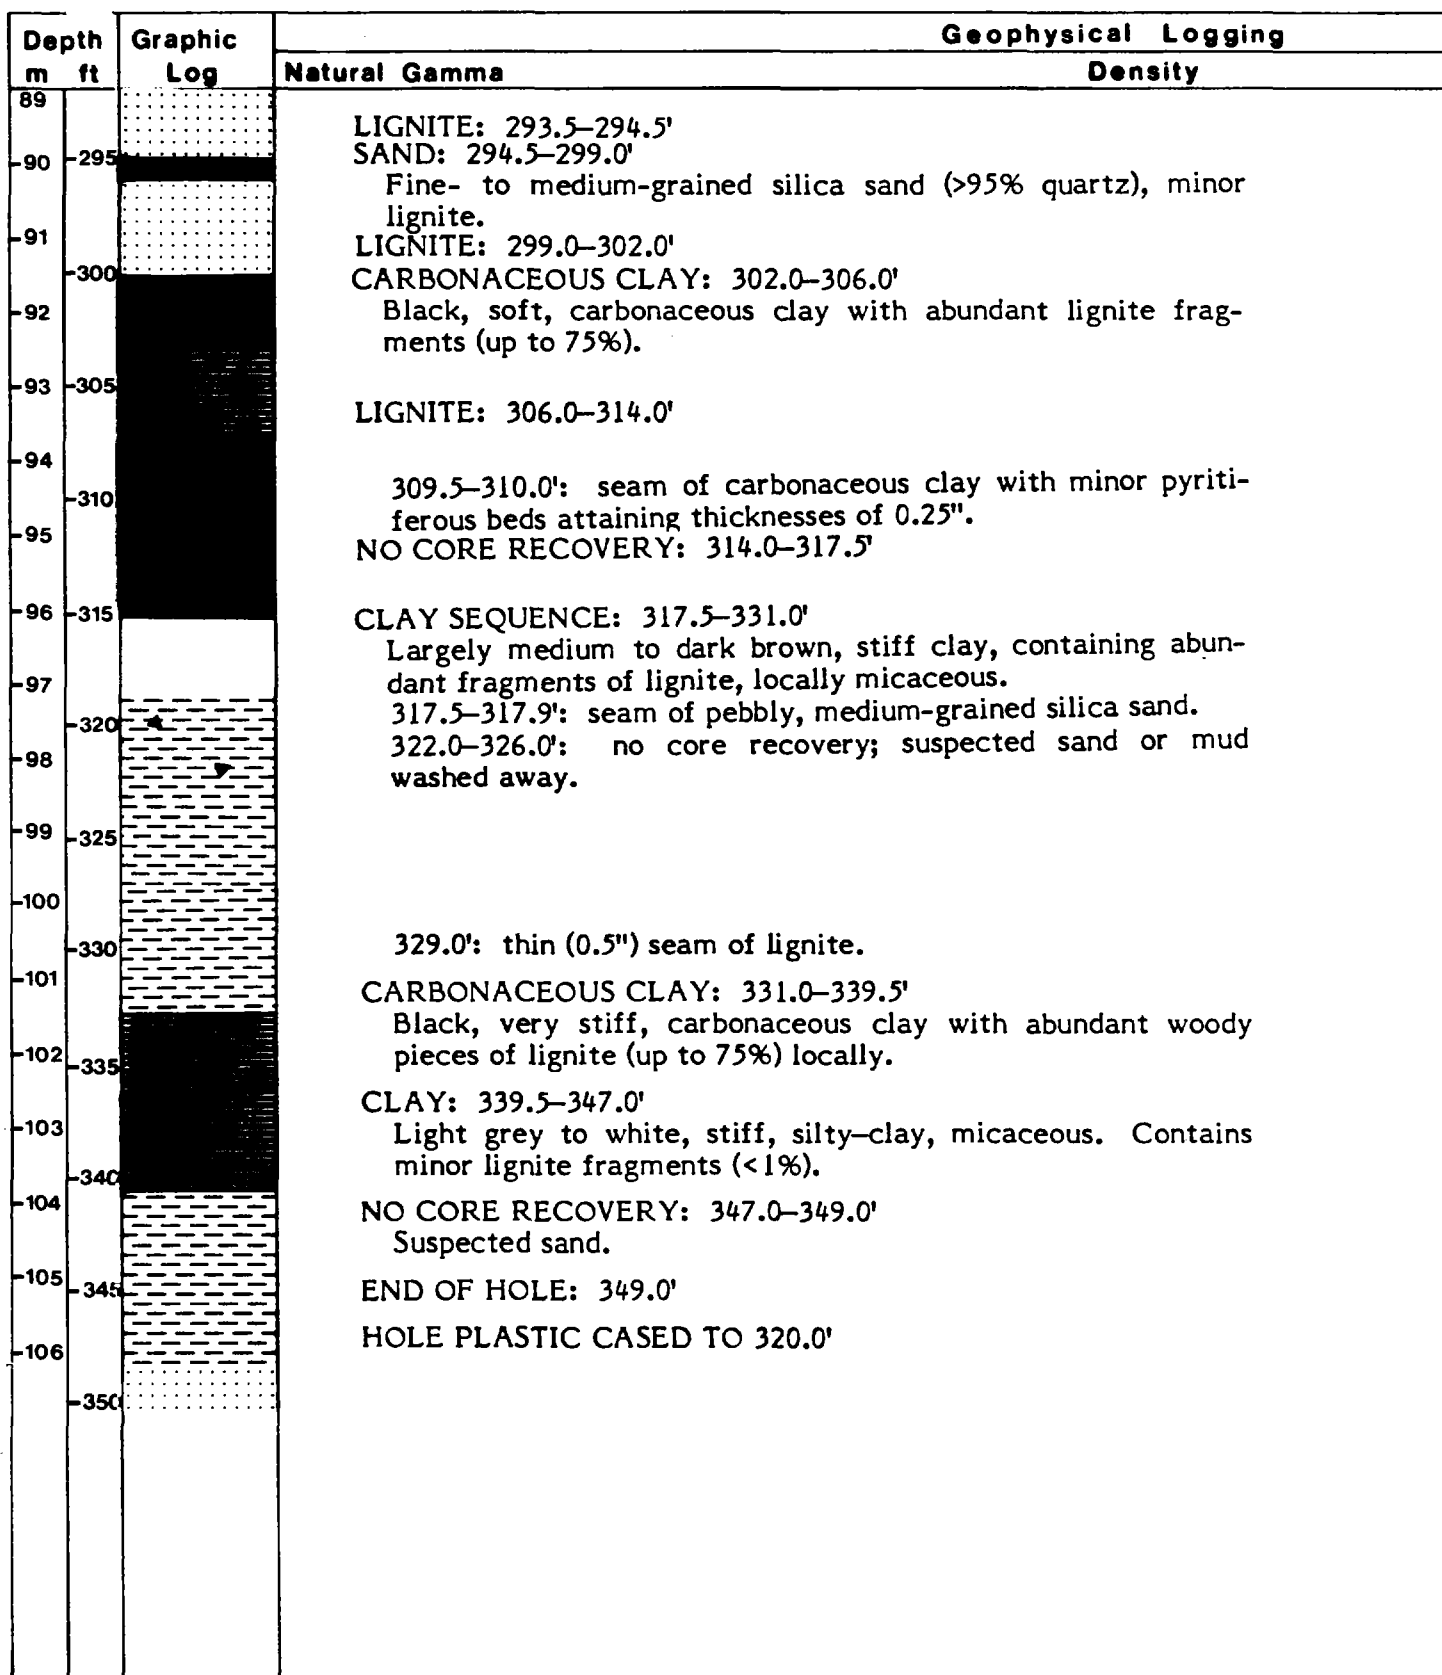 Depth Graphic Geophysical Logging
m ft Log Natural Gamma Density
89
LIGNITE: 293.5–294.5'
-90 -295 SAND: 294.5–299.0'
Fine- to medium-grained silica sand (>95% quartz), minor
lignite.
-91 LIGNITE: 299.0–302.0'
-300 CARBONACEOUS CLAY: 302.0–306.0'
-92 Black, soft, carbonaceous clay with abundant lignite frag-
ments (up to 75%).
-93 -305
LIGNITE: 306.0–314.0'
-94
-310 309.5–310.0': seam of carbonaceous clay with minor pyriti-
ferous beds attaining thicknesses of 0.25".
-95 NO CORE RECOVERY: 314.0–317.5'
-96 -315 CLAY SEQUENCE: 317.5–331.0'
Largely medium to dark brown, stiff clay, containing abun-
-97 dant fragments of lignite, locally micaceous.
-320 317.5–317.9': seam of pebbly, medium-grained silica sand.
-98 322.0–326.0': no core recovery; suspected sand or mud
washed away.
-99 -325
-100
-330 329.0': thin (0.5") seam of lignite.
-101 CARBONACEOUS CLAY: 331.0–339.5'
Black, very stiff, carbonaceous clay with abundant woody
-102 -335 pieces of lignite (up to 75%) locally.
CLAY: 339.5–347.0'
-103 Light grey to white, stiff, silty–clay, micaceous. Contains
-340 minor lignite fragments (<1%).
-104 NO CORE RECOVERY: 347.0–349.0'
Suspected sand.
-105 -345 END OF HOLE: 349.0'
-106 HOLE PLASTIC CASED TO 320.0'
-350